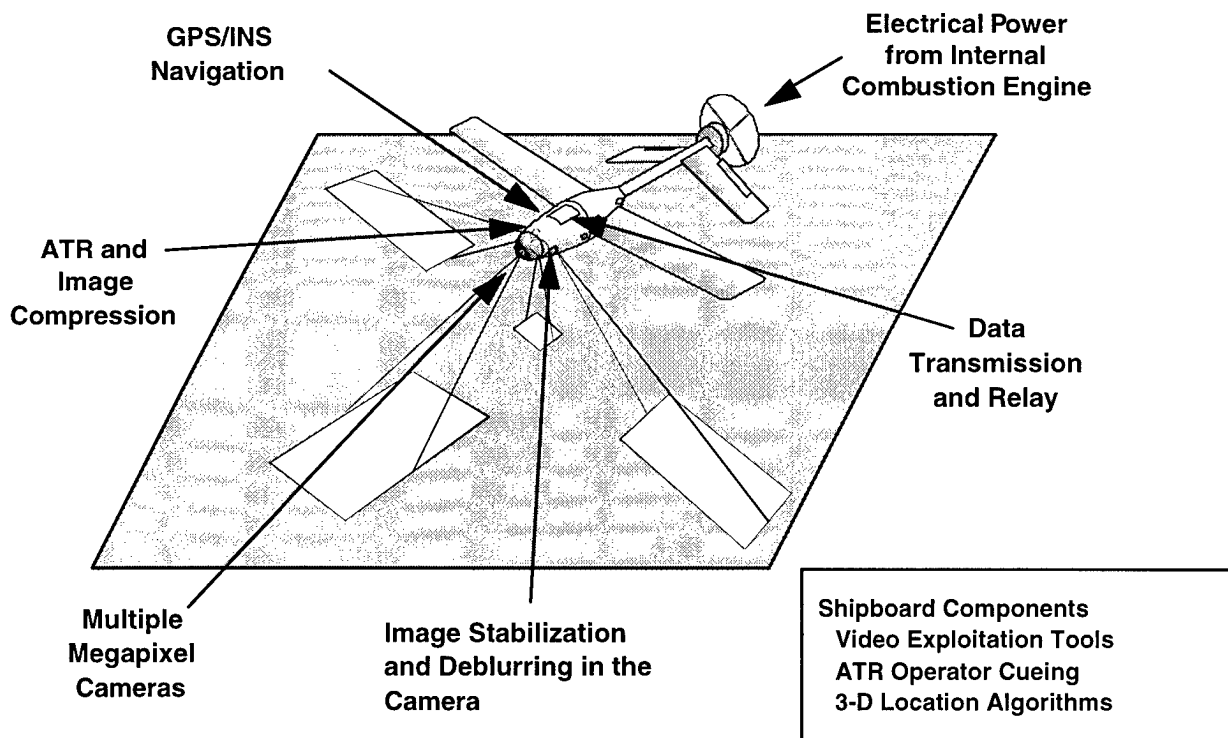 GPS/INS
Navigation
Electrical Power
from Internal
Combustion Engine
ATR and
Image
Compression
Data
Transmission
and Relay
Multiple
Megapixel
Cameras
Image Stabilization
and Deblurring in the
Camera
Shipboard Components
Video Exploitation Tools
ATR Operator Cueing
3-D Location Algorithms